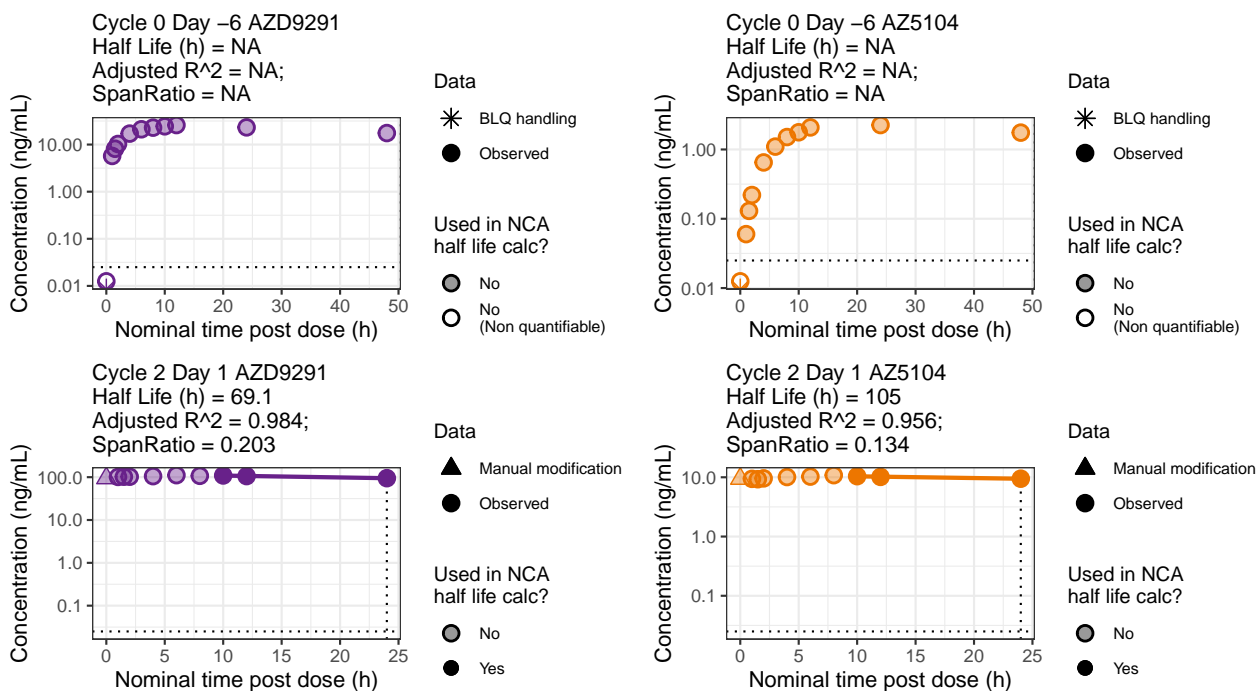 Cycle 0 Day −6 AZD9291
Half Life (h) = NA
Adjusted R^2 = NA;
SpanRatio = NA
Concentration (ng/mL)
10.00
1.00
0.10
0.01
0 10 20 30 40 50
Nominal time post dose (h)
Data
BLQ handling
Observed
Used in NCA
half life calc?
No
No
(Non quantifiable)
Cycle 0 Day −6 AZ5104
Half Life (h) = NA
Adjusted R^2 = NA;
SpanRatio = NA
Concentration (ng/mL)
1.00
0.10
0.01
0 10 20 30 40 50
Nominal time post dose (h)
Data
BLQ handling
Observed
Used in NCA
half life calc?
No
No
(Non quantifiable)
Cycle 2 Day 1 AZD9291
Half Life (h) = 69.1
Adjusted R^2 = 0.984;
SpanRatio = 0.203
Concentration (ng/mL)
100.0
10.0
1.0
0.1
0 5 10 15 20 25
Nominal time post dose (h)
Data
Manual modification
Observed
Used in NCA
half life calc?
No
Yes
Cycle 2 Day 1 AZ5104
Half Life (h) = 105
Adjusted R^2 = 0.956;
SpanRatio = 0.134
Concentration (ng/mL)
10.0
1.0
0.1
0 5 10 15 20 25
Nominal time post dose (h)
Data
Manual modification
Observed
Used in NCA
half life calc?
No
Yes